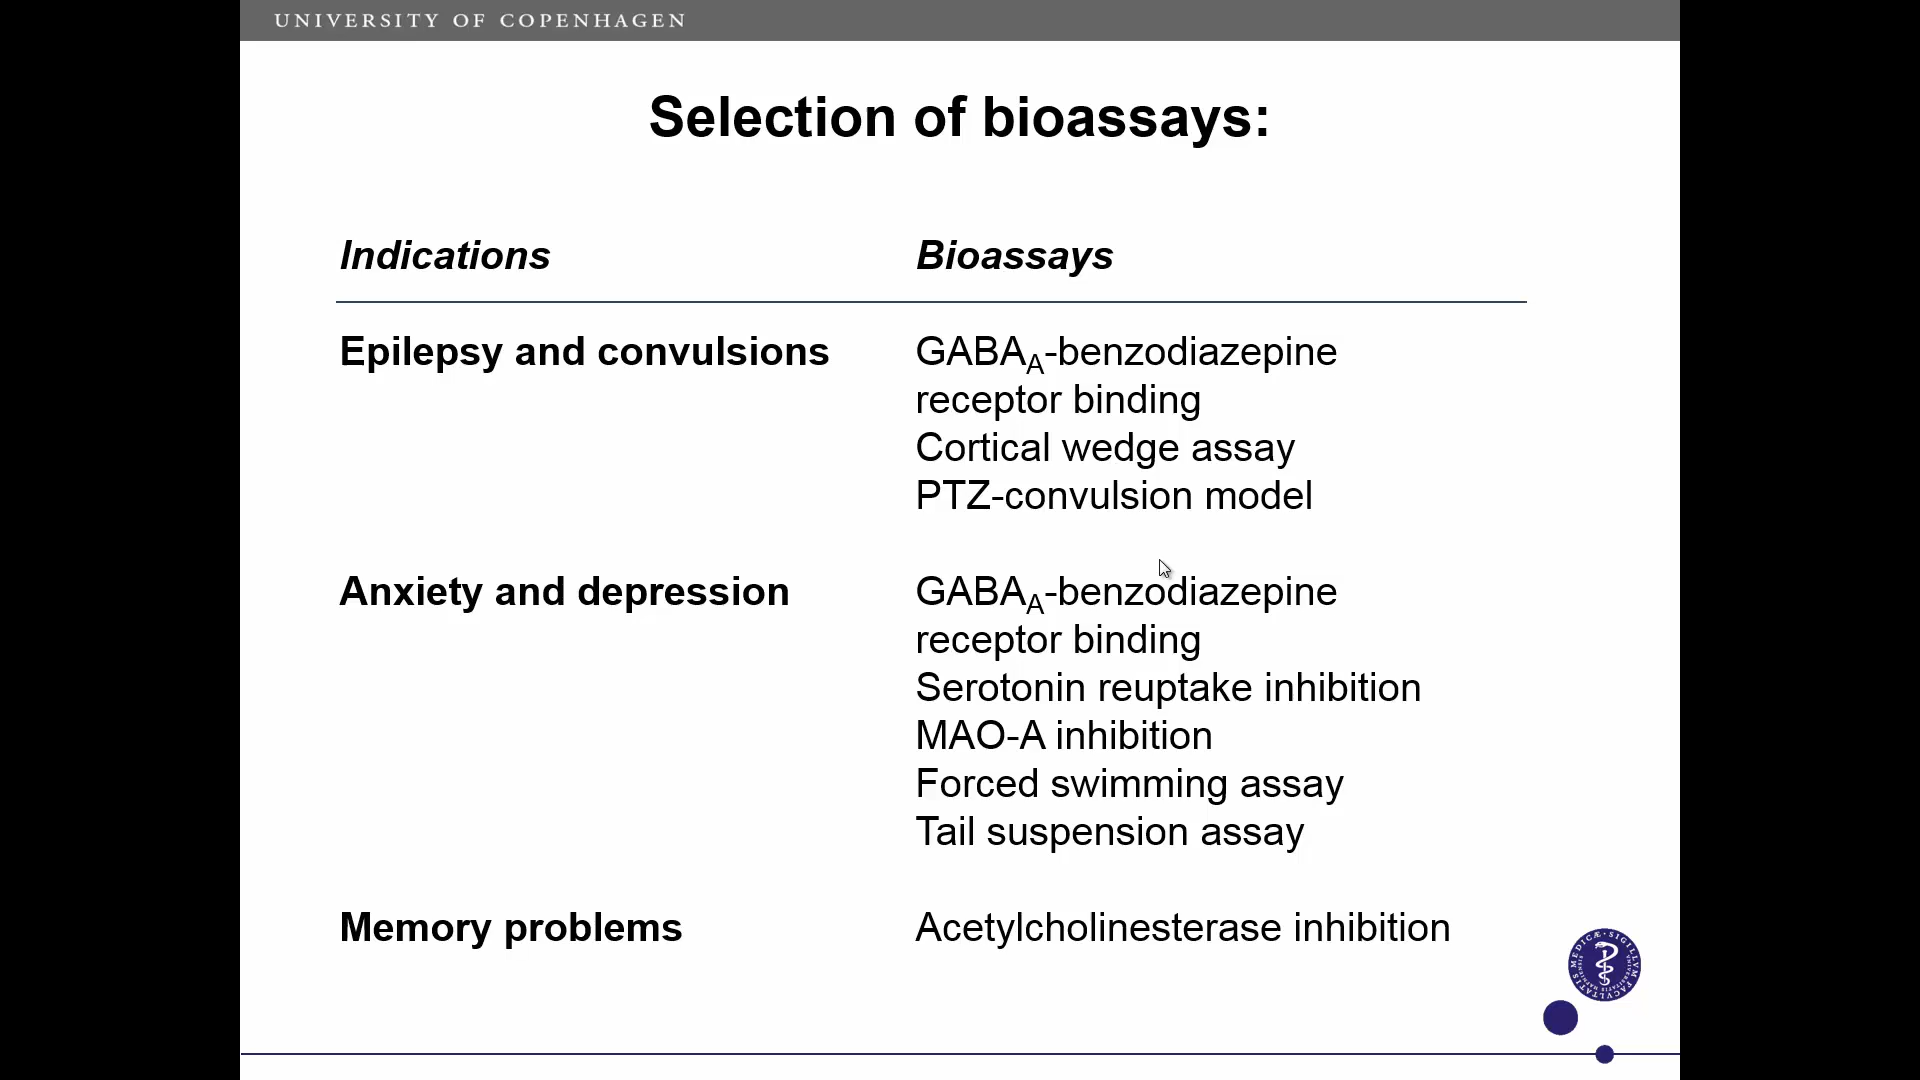 UNIVERSITY OF COPENHAGEN
Selection of bioassays:
Indications Bioassays
Epilepsy and convulsions GABAA-benzodiazepine
receptor binding
Cortical wedge assay
PTZ-convulsion model
Anxiety and depression GABAA-benzodiazepine
receptor binding
Serotonin reuptake inhibition
MAO-A inhibition
Forced swimming assay
Tail suspension assay
Memory problems Acetylcholinesterase inhibition